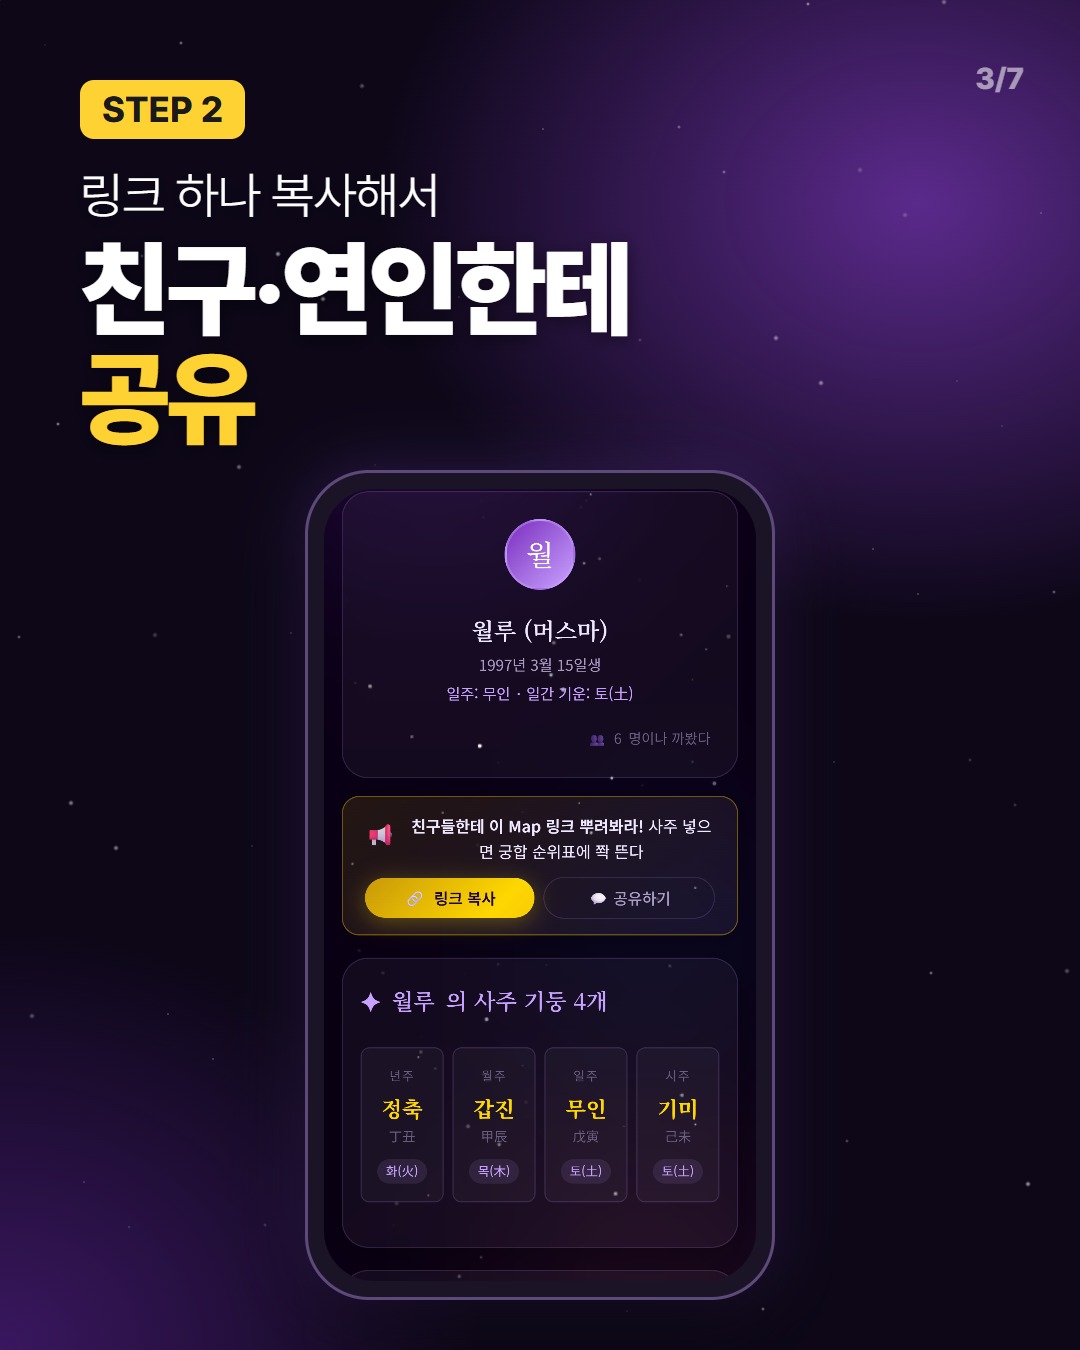 3/7
STEP 2
링크 하나 복사해서
친구·연인한테
공유
월
월루 (머스마)
1997년 3월 15일생
일주: 무인 · 일간 기운: 토(土)
6 명이나 까봤다
친구들한테 이 Map 링크 뿌려봐라! 사주 넣으
면 궁합 순위표에 쫙 뜬다
링크 복사
공유하기
월루 의 사주 기둥 4개
년주 월주 일주 시주
정축 갑진 무인 기미
丁丑 甲辰 戊寅 己未
화(火) 목(木) 토(土) 토(土)